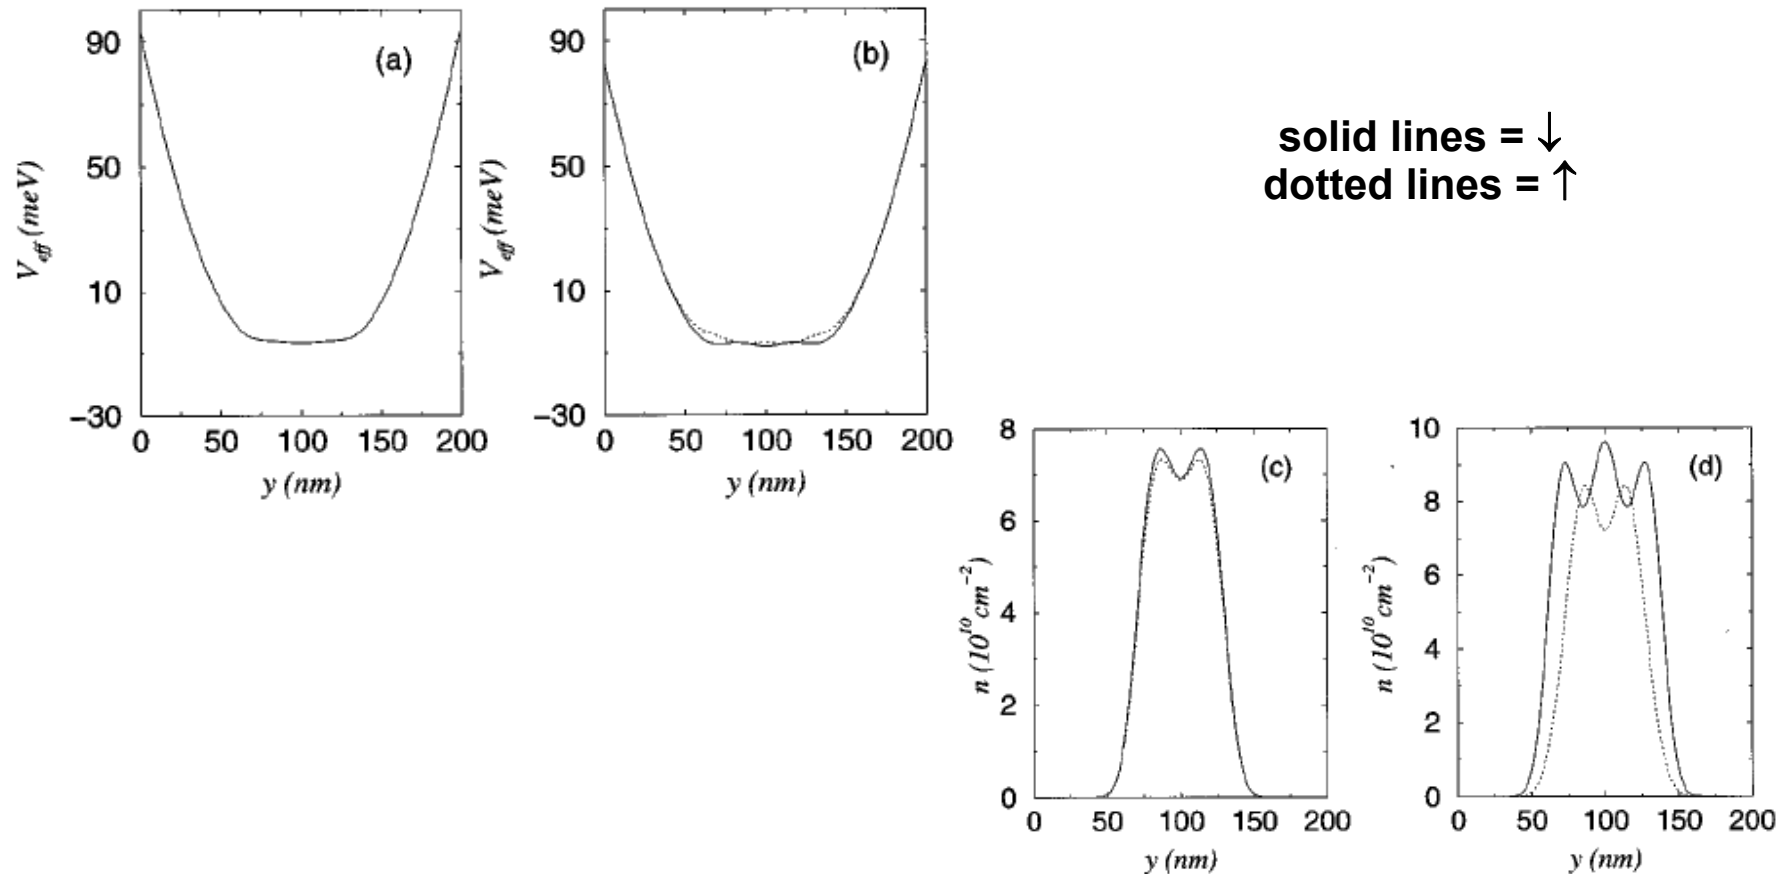 (a)
90
50
10
−30
V_eff (meV)
0 50 100 150 200
y (nm)
(b)
90
50
10
−30
V_eff (meV)
0 50 100 150 200
y (nm)
solid lines = ↓
dotted lines = ↑
(c)
8
6
4
2
0
n (10^10 cm^−2)
0 50 100 150 200
y (nm)
(d)
10
8
6
4
2
0
n (10^10 cm^−2)
0 50 100 150 200
y (nm)